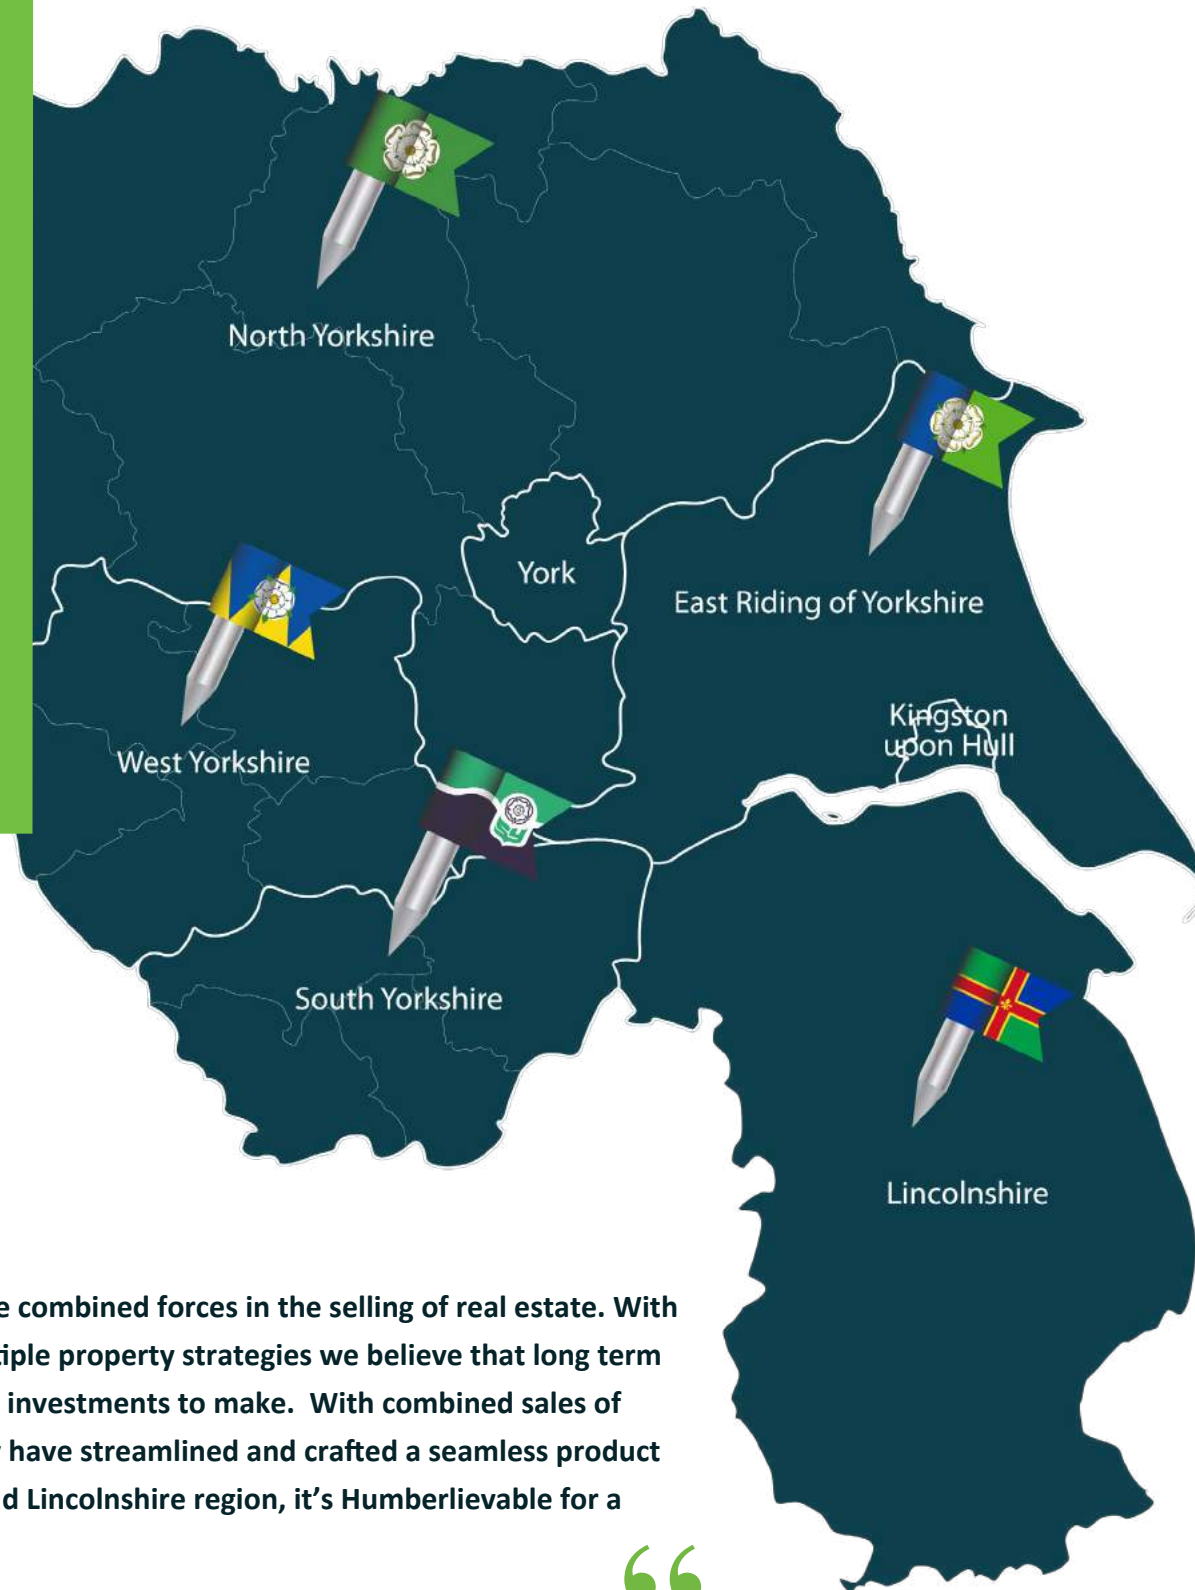 North Yorkshire
York
East Riding of Yorkshire
Kingston
upon Hull
West Yorkshire
SY
South Yorkshire
Lincolnshire
combined forces in the selling of real estate. With
property strategies we believe that long term
investments to make.  With combined sales of
have streamlined and crafted a seamless product
Lincolnshire region, it's Humberlievable for a
“